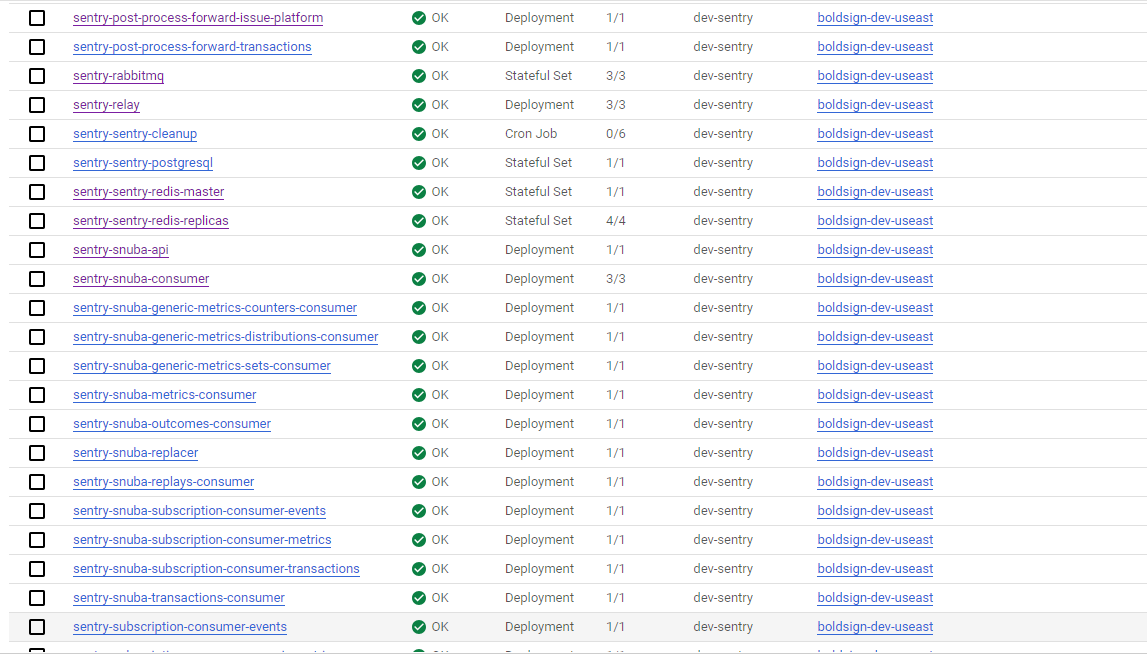 sentry-post-process-forward-issue-platform OK Deployment 1/1 dev-sentry boldsign-dev-useast
sentry-post-process-forward-transactions OK Deployment 1/1 dev-sentry boldsign-dev-useast
sentry-rabbitmq OK Stateful Set 3/3 dev-sentry boldsign-dev-useast
sentry-relay OK Deployment 3/3 dev-sentry boldsign-dev-useast
sentry-sentry-cleanup OK Cron Job 0/6 dev-sentry boldsign-dev-useast
sentry-sentry-postgresql OK Stateful Set 1/1 dev-sentry boldsign-dev-useast
sentry-sentry-redis-master OK Stateful Set 1/1 dev-sentry boldsign-dev-useast
sentry-sentry-redis-replicas OK Stateful Set 4/4 dev-sentry boldsign-dev-useast
sentry-snuba-api OK Deployment 1/1 dev-sentry boldsign-dev-useast
sentry-snuba-consumer OK Deployment 3/3 dev-sentry boldsign-dev-useast
sentry-snuba-generic-metrics-counters-consumer OK Deployment 1/1 dev-sentry boldsign-dev-useast
sentry-snuba-generic-metrics-distributions-consumer OK Deployment 1/1 dev-sentry boldsign-dev-useast
sentry-snuba-generic-metrics-sets-consumer OK Deployment 1/1 dev-sentry boldsign-dev-useast
sentry-snuba-metrics-consumer OK Deployment 1/1 dev-sentry boldsign-dev-useast
sentry-snuba-outcomes-consumer OK Deployment 1/1 dev-sentry boldsign-dev-useast
sentry-snuba-replacer OK Deployment 1/1 dev-sentry boldsign-dev-useast
sentry-snuba-replays-consumer OK Deployment 1/1 dev-sentry boldsign-dev-useast
sentry-snuba-subscription-consumer-events OK Deployment 1/1 dev-sentry boldsign-dev-useast
sentry-snuba-subscription-consumer-metrics OK Deployment 1/1 dev-sentry boldsign-dev-useast
sentry-snuba-subscription-consumer-transactions OK Deployment 1/1 dev-sentry boldsign-dev-useast
sentry-snuba-transactions-consumer OK Deployment 1/1 dev-sentry boldsign-dev-useast
sentry-subscription-consumer-events OK Deployment 1/1 dev-sentry boldsign-dev-useast